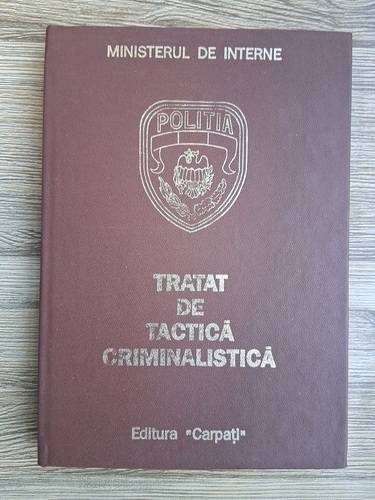 MINISTERUL DE INTERNE
POLITIA
TRATAT
DE
TACTICĂ
CRIMINALISTICĂ
Editura "Carpaţi"